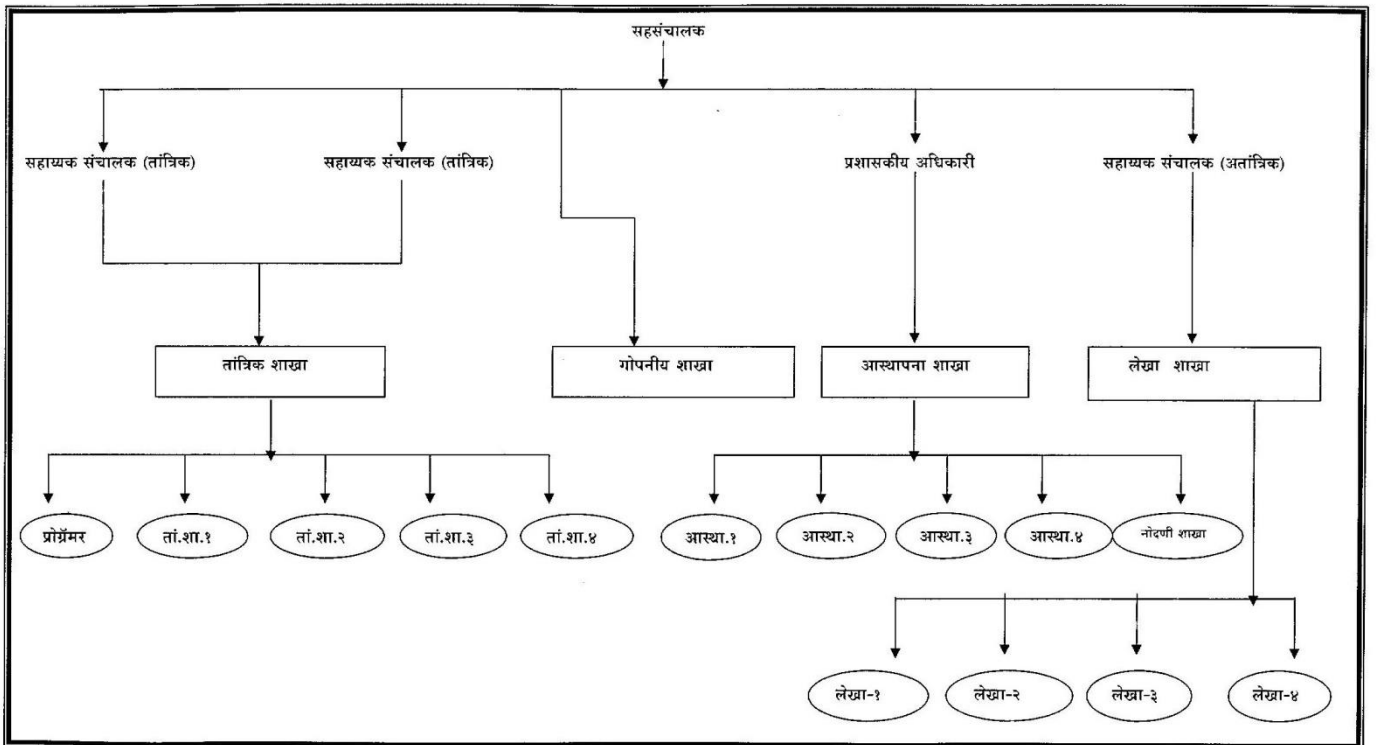 सहसंचालक
सहाय्यक संचालक (तांत्रिक) सहाय्यक संचालक (तांत्रिक) प्रशासकीय अधिकारी सहाय्यक संचालक (अतांत्रिक)
तांत्रिक शाखा गोपनीय शाखा आस्थापना शाखा लेखा शाखा
प्रोग्रॅमर तां.शा.१ तां.शा.२ तां.शा.३ तां.शा.४ आस्था.१ आस्था.२ आस्था.३ आस्था.४ नोंदणी शाखा
लेखा-१ लेखा-२ लेखा-३ लेखा-४